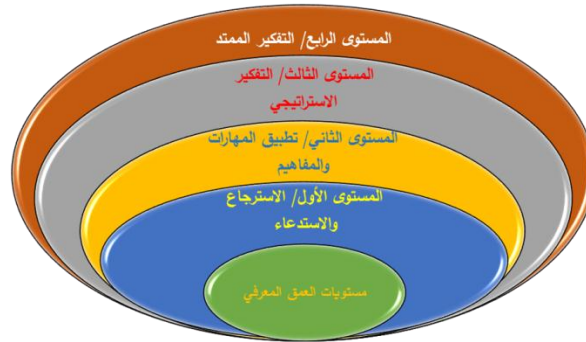 المستوى الرابع/ التفكير الممتد
المستوى الثالث/ التفكير
الاستراتيجي
المستوى الثاني/ تطبيق المهارات
والمفاهيم
المستوى الأول/ الاسترجاع
والاستدعاء
مستويات العمق المعرفي